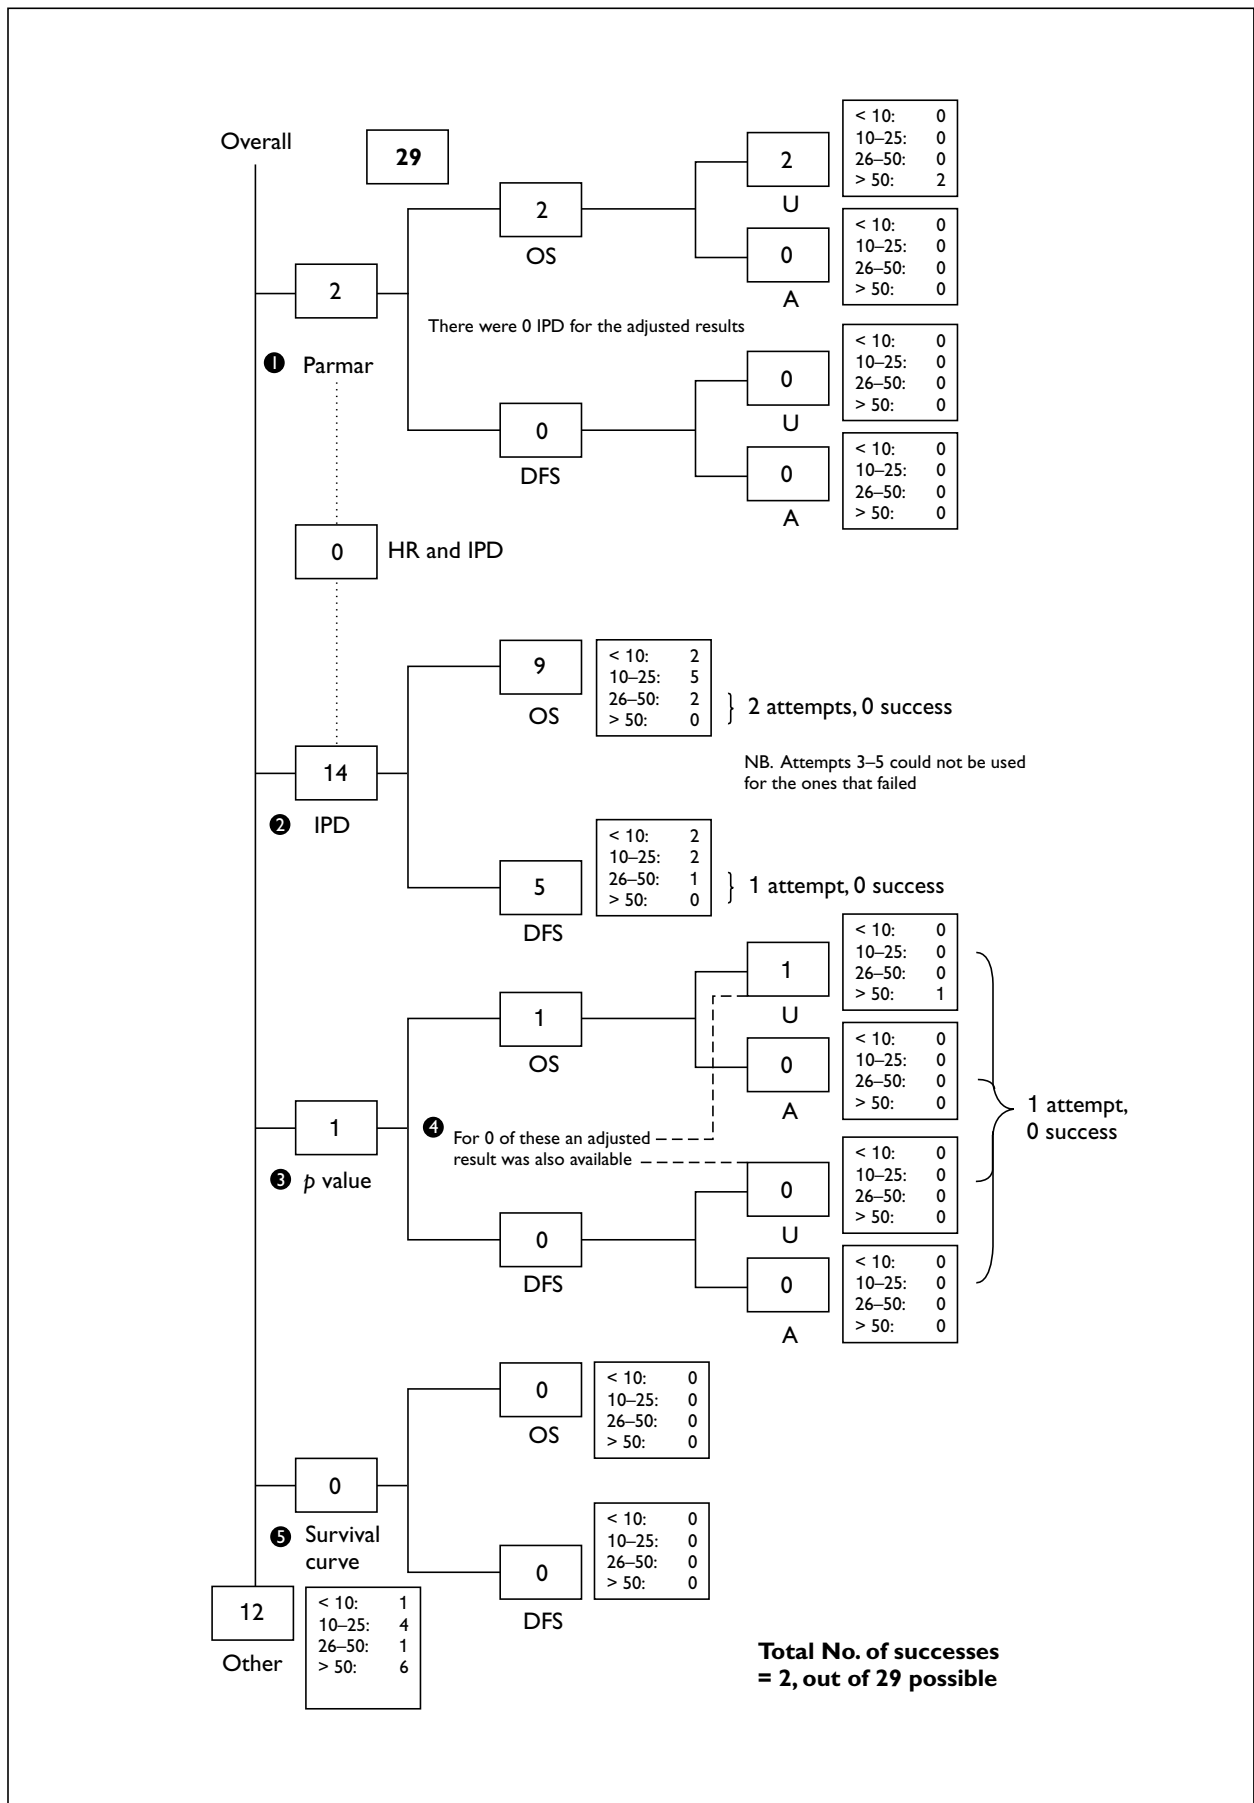 Overall
29
2
❶ Parmar
2
OS
2
U
< 10: 0
10–25: 0
26–50: 0
> 50: 2
0
A
< 10: 0
10–25: 0
26–50: 0
> 50: 0
There were 0 IPD for the adjusted results
0
DFS
0
U
< 10: 0
10–25: 0
26–50: 0
> 50: 0
0
A
< 10: 0
10–25: 0
26–50: 0
> 50: 0
0 HR and IPD
14
❷ IPD
9
OS
< 10: 2
10–25: 5
26–50: 2
> 50: 0
2 attempts, 0 success
NB. Attempts 3–5 could not be used
for the ones that failed
5
DFS
< 10: 2
10–25: 2
26–50: 1
> 50: 0
1 attempt, 0 success
1
❸ p value
1
OS
1
U
< 10: 0
10–25: 0
26–50: 0
> 50: 1
0
A
< 10: 0
10–25: 0
26–50: 0
> 50: 0
❹ For 0 of these an adjusted
result was also available
0
DFS
0
U
< 10: 0
10–25: 0
26–50: 0
> 50: 0
0
A
< 10: 0
10–25: 0
26–50: 0
> 50: 0
1 attempt,
0 success
0
❺ Survival
curve
0
OS
< 10: 0
10–25: 0
26–50: 0
> 50: 0
0
DFS
< 10: 0
10–25: 0
26–50: 0
> 50: 0
12
Other
< 10: 1
10–25: 4
26–50: 1
> 50: 6
Total No. of successes
= 2, out of 29 possible